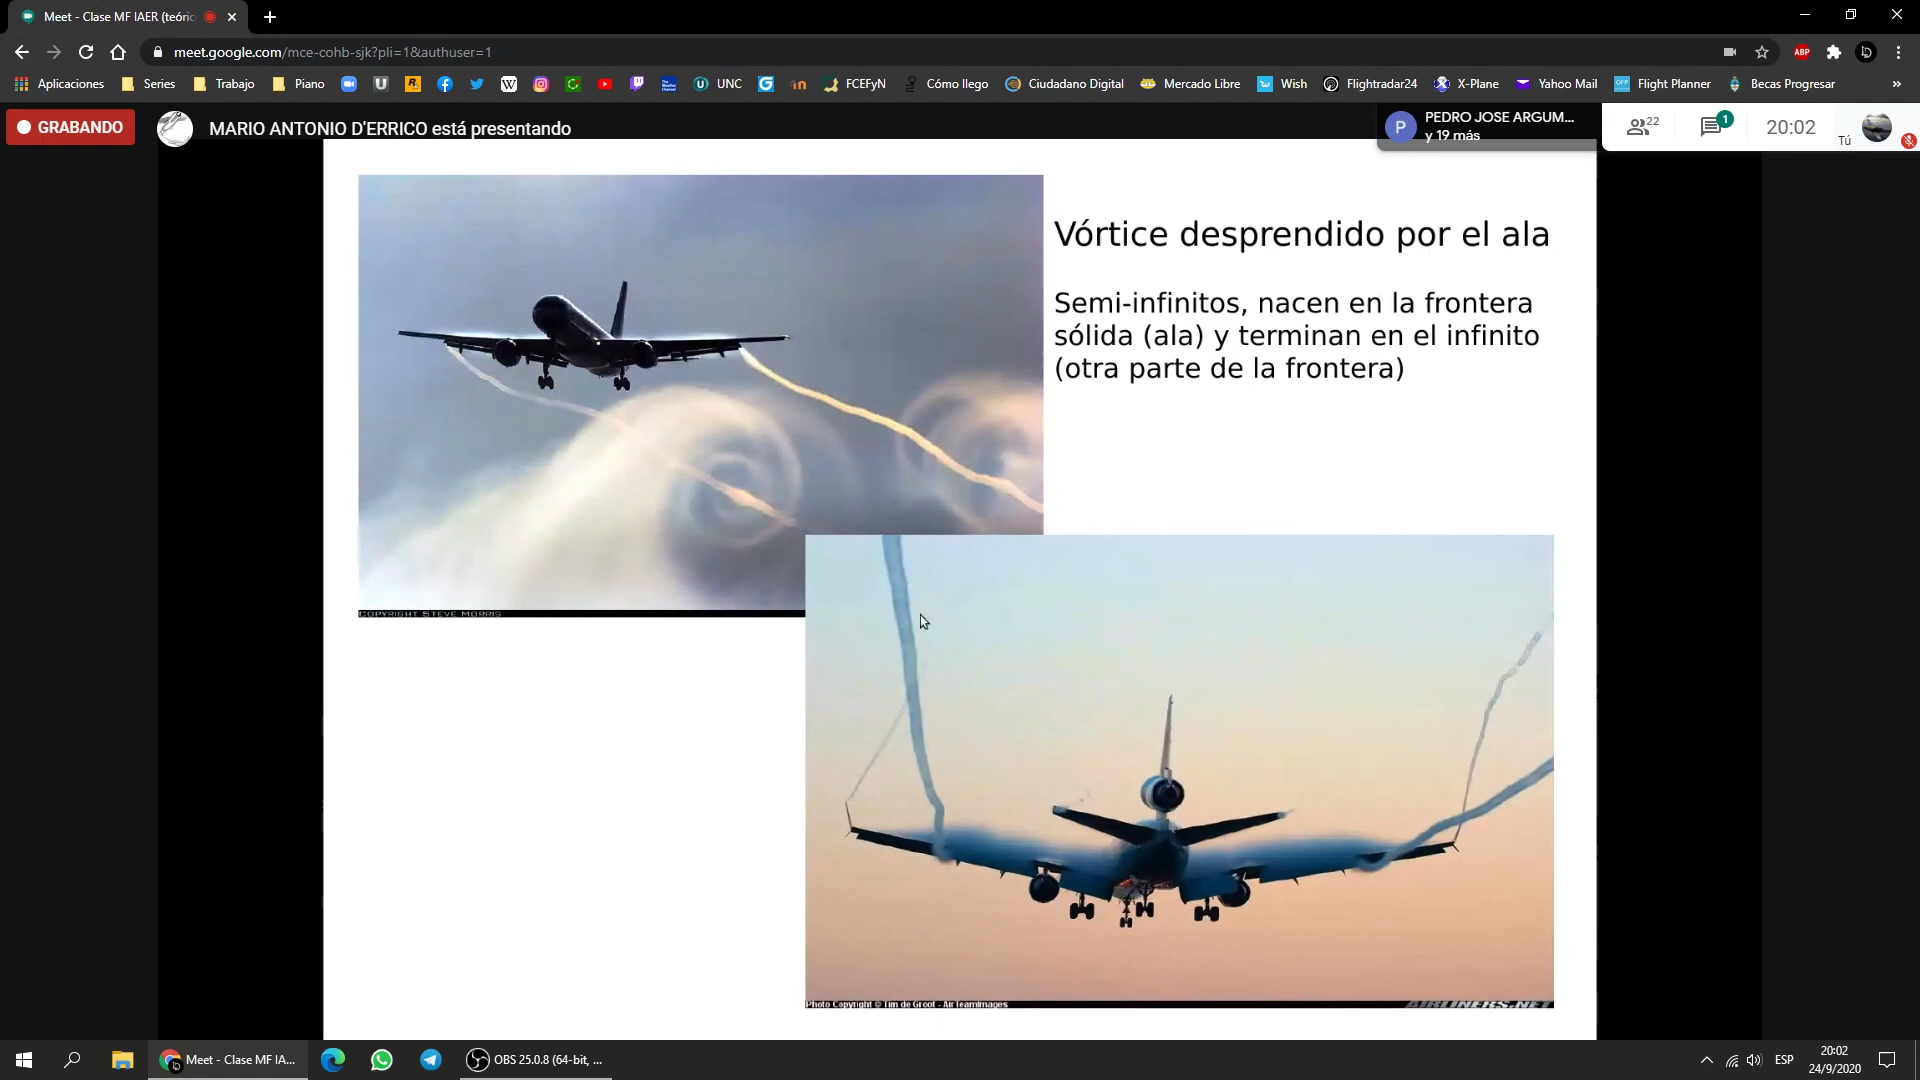 Meet - Clase MF IAER (teóric
meet.google.com/mce-cohb-sjk?pli=1&authuser=1
ABP
Aplicaciones
Series
Trabajo
Piano
UNC
FCEFyN
Cómo llego
Ciudadano Digital
Mercado Libre
Wish
Flightradar24
X-Plane
Yahoo Mail
Flight Planner
Becas Progresar
»
GRABANDO
MARIO ANTONIO D'ERRICO está presentando
P
PEDRO JOSE ARGUM...
y 19 más
22
1
20:02
Tú
Vórtice desprendido por el ala
Semi-infinitos, nacen en la frontera
sólida (ala) y terminan en el infinito
(otra parte de la frontera)
COPYRIGHT STEVE MORRIS
Photo Copyright © Tim de Groot - AirTeamImages
AIRLINERS.NET
Meet - Clase MF IA...
OBS 25.0.8 (64-bit, ...
ESP
20:02
24/9/2020